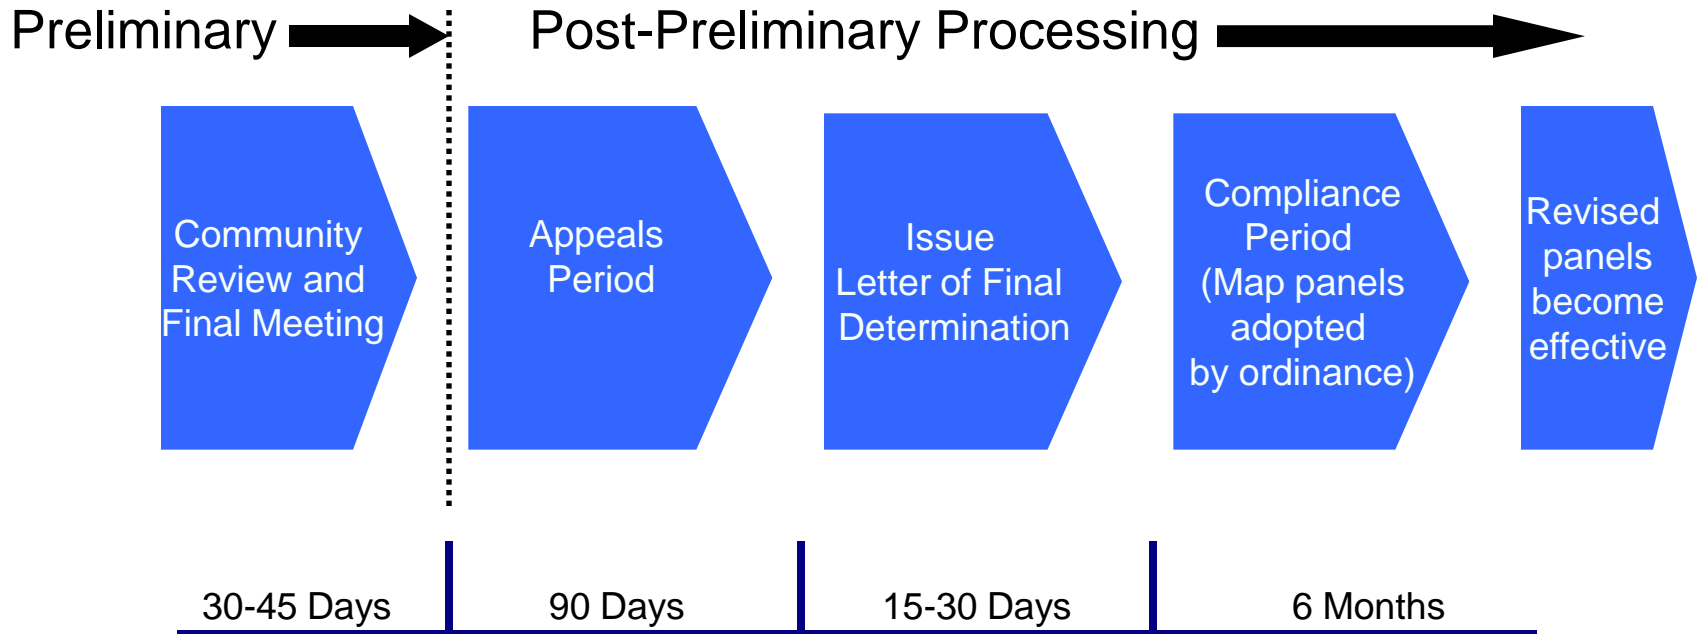 Preliminary
Post-Preliminary Processing
Community
Review and
Final Meeting
Appeals
Period
Issue
Letter of Final
Determination
Compliance
Period
(Map panels
adopted
by ordinance)
Revised
panels
become
effective
30-45 Days
90 Days
15-30 Days
6 Months